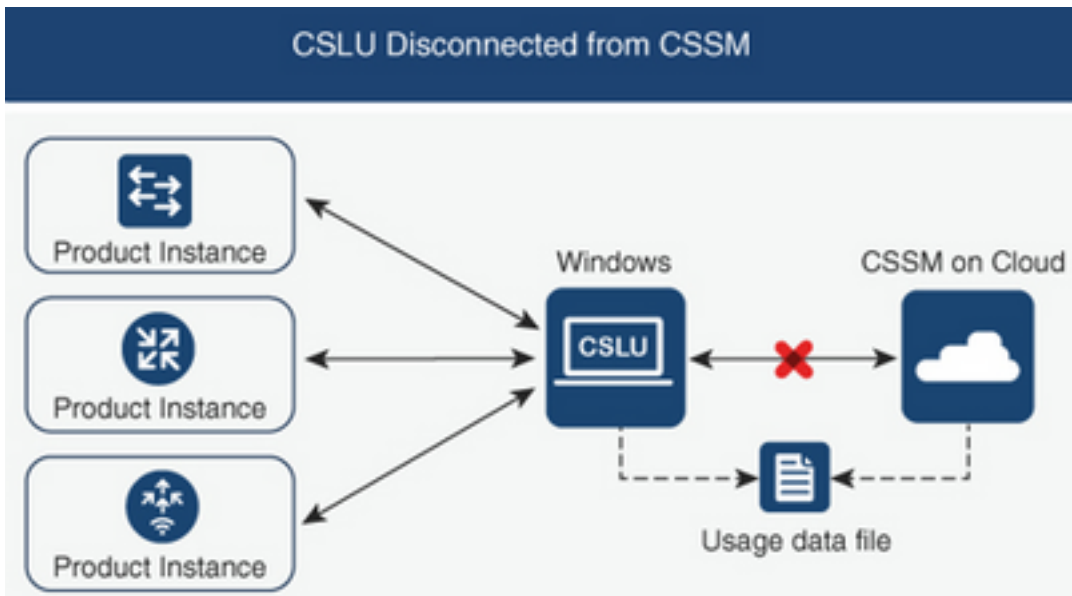 CSLU Disconnected from CSSM
Product Instance
Product Instance
Product Instance
Windows
CSLU
CSSM on Cloud
Usage data file